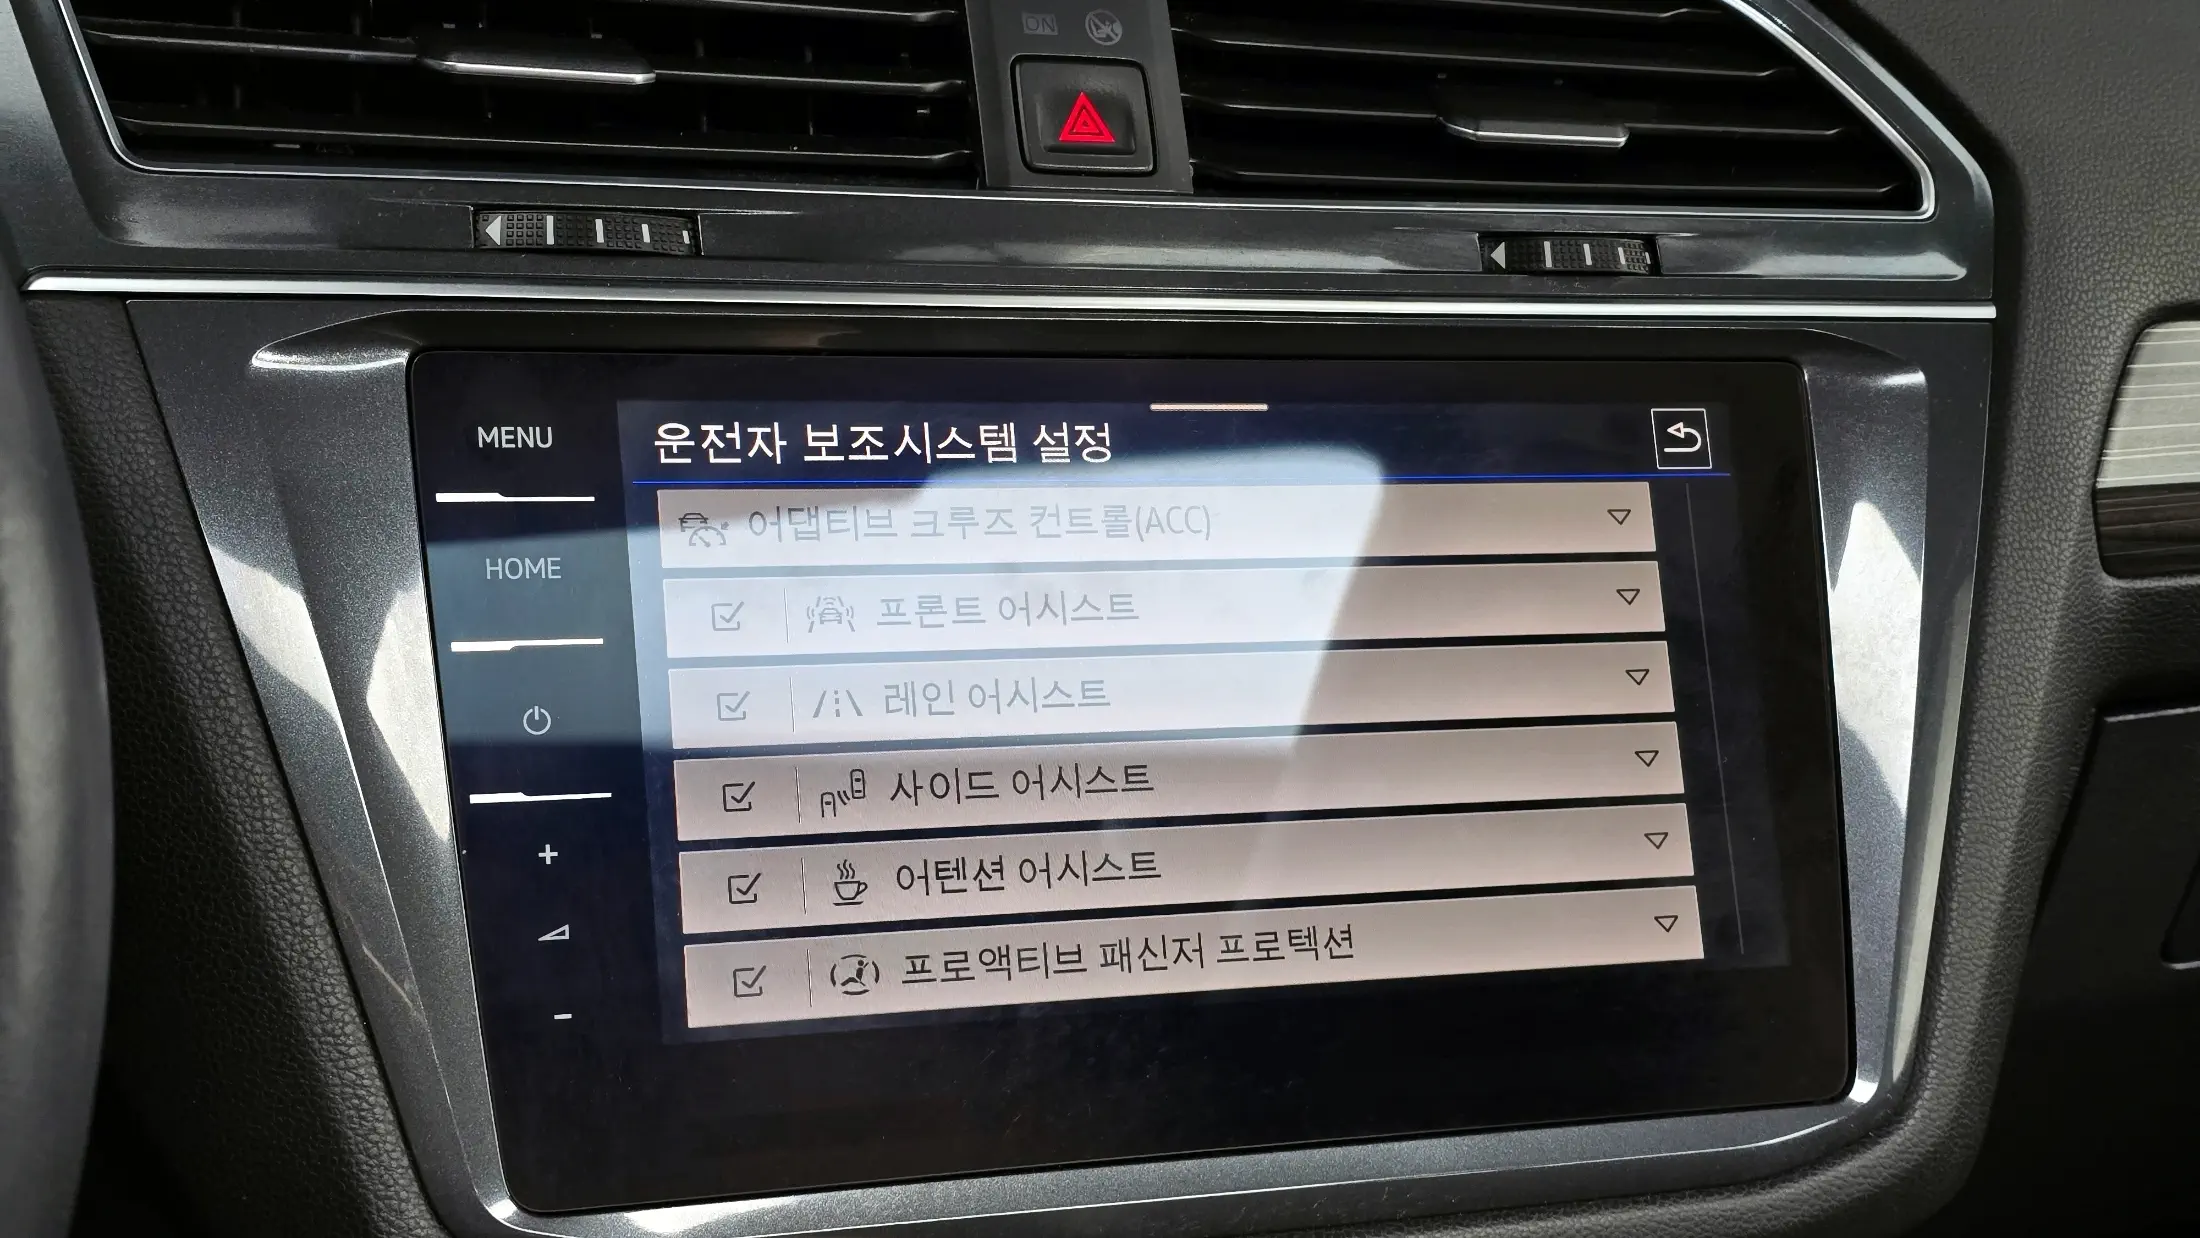 ON
운전자 보조시스템 설정
MENU
HOME
어댑티브 크루즈 컨트롤(ACC)
프론트 어시스트
레인 어시스트
사이드 어시스트
어텐션 어시스트
프로액티브 패신저 프로텍션
+
-